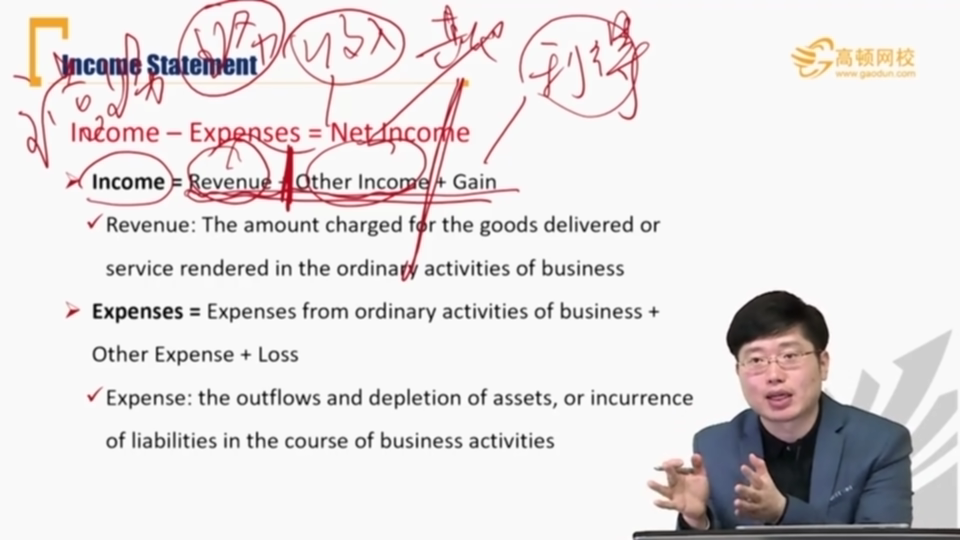 Income Statement
高顿网校
www.gaodun.com
收入
其他
利得
Income – Expenses = Net Income
Income = Revenue + Other Income + Gain
Revenue: The amount charged for the goods delivered or
service rendered in the ordinary activities of business
Expenses = Expenses from ordinary activities of business +
Other Expense + Loss
Expense: the outflows and depletion of assets, or incurrence
of liabilities in the course of business activities